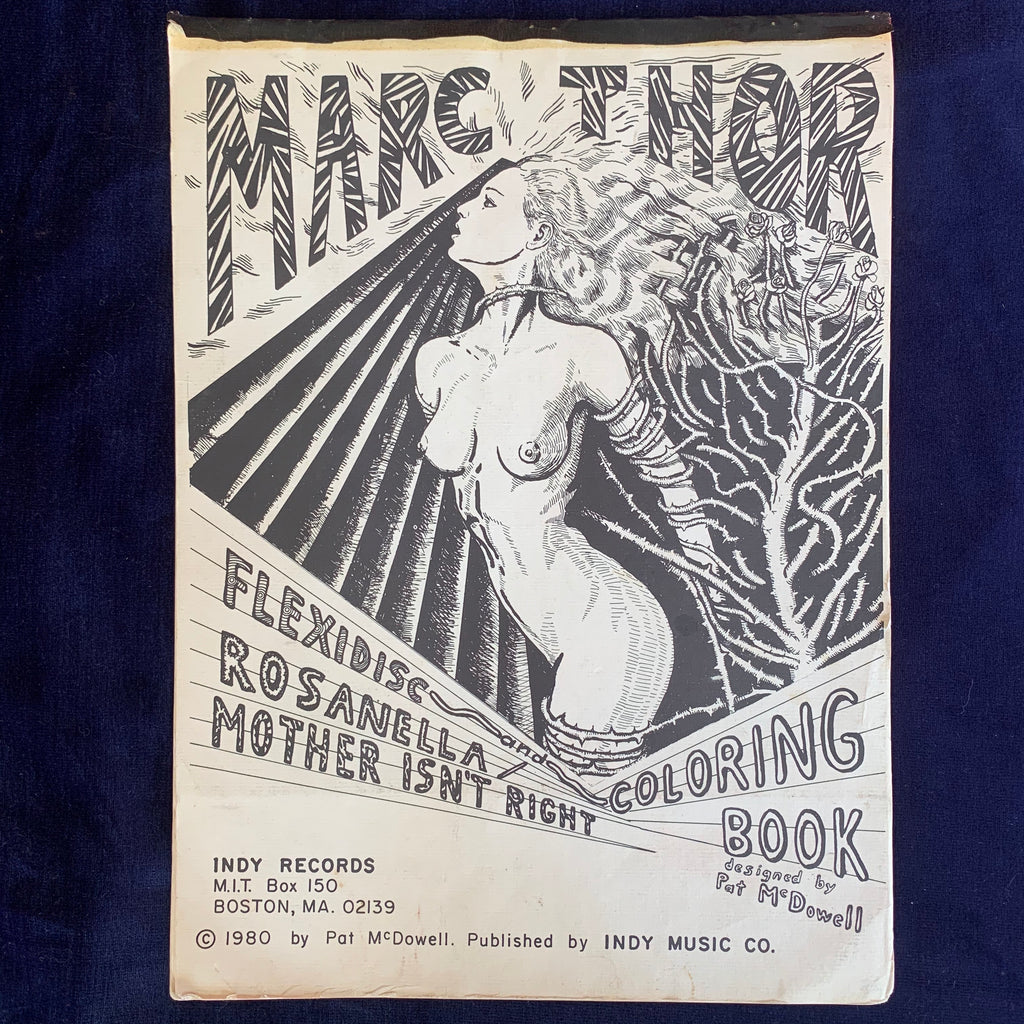 MARC THOR
FLEXIDISC
ROSANELLA
MOTHER ISN'T RIGHT
and
COLORING
BOOK
designed by
Pat McDowell
INDY RECORDS
M.I.T. Box 150
BOSTON, MA. 02139
© 1980 by Pat McDowell. Published by INDY MUSIC CO.